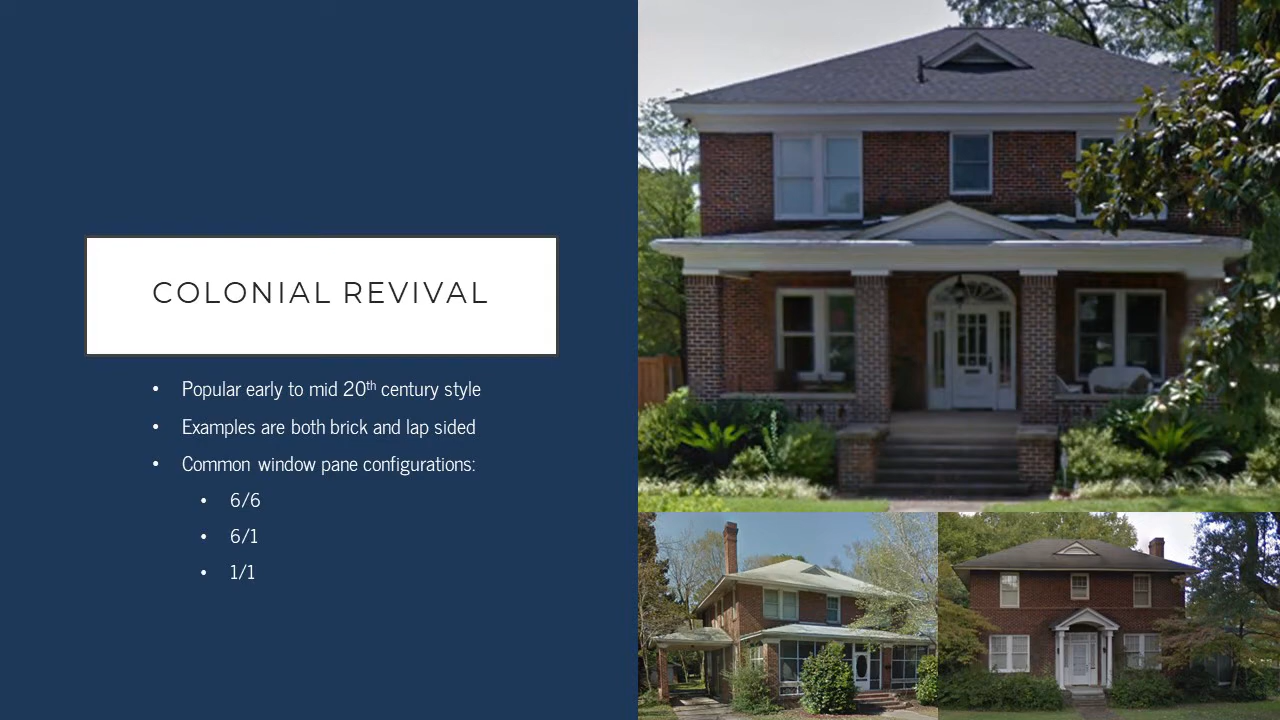 COLONIAL REVIVAL
• Popular early to mid 20th century style
• Examples are both brick and lap sided
• Common window pane configurations:
• 6/6
• 6/1
• 1/1